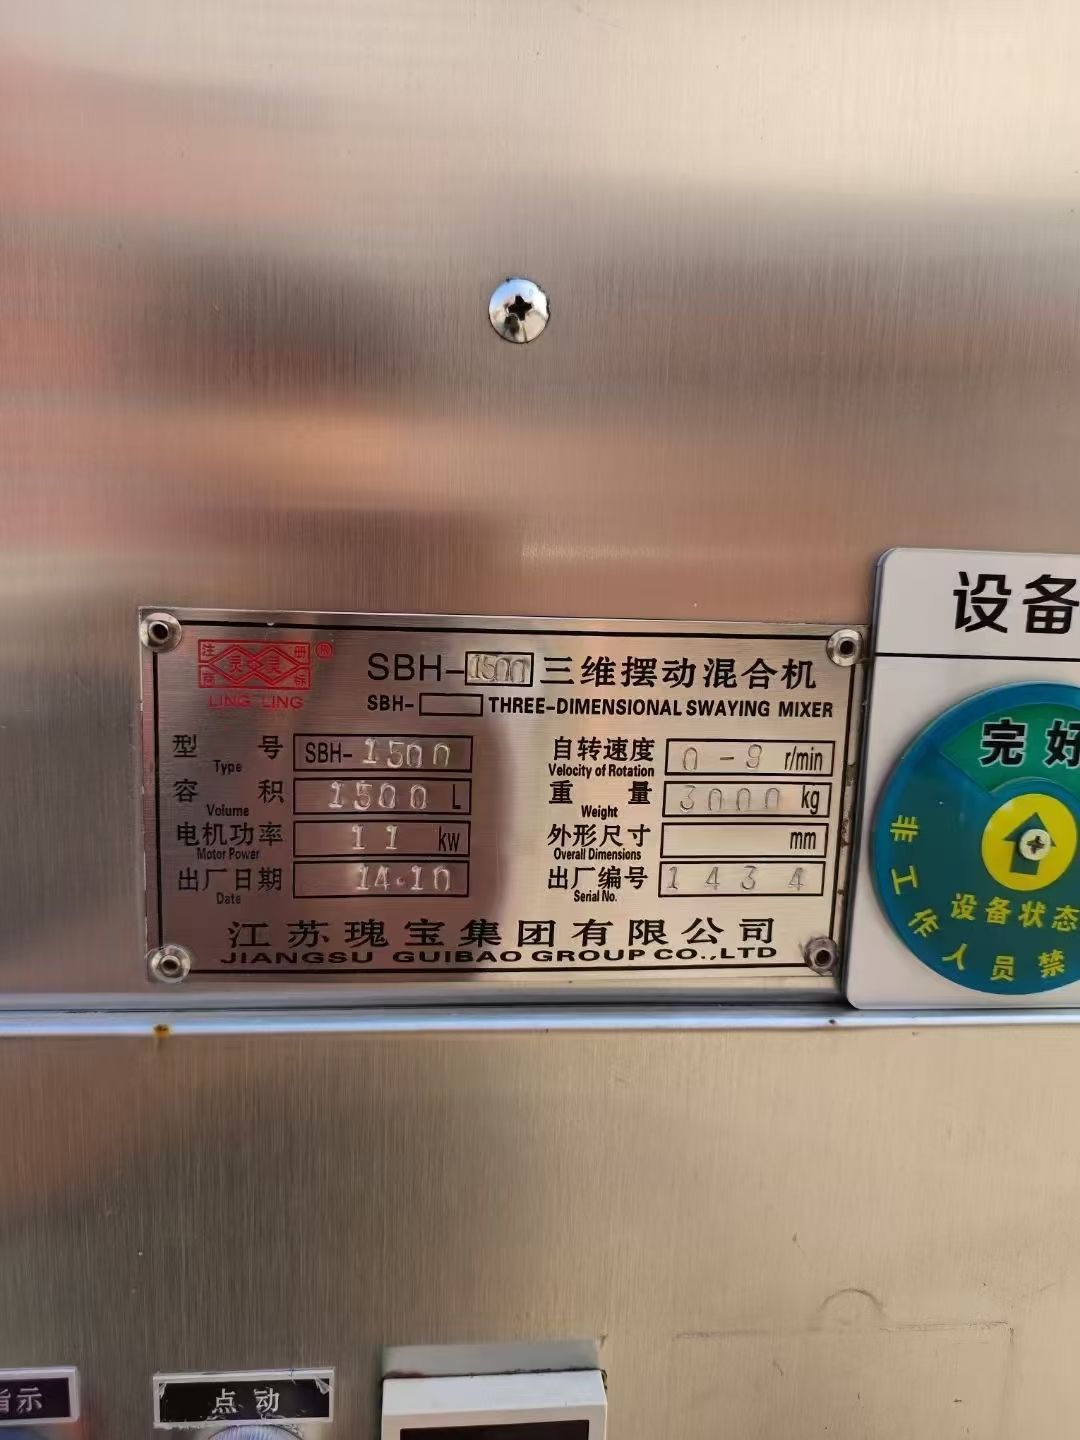 注册
灵灵
商标
®
LING LING
SBH-1500 三维摆动混合机
SBH- THREE-DIMENSIONAL SWAYING MIXER
型号 SBH-1500
Type
自转速度 0-9 r/min
Velocity of Rotation
容积 1500 L
Volume
重量 3000 kg
Weight
电机功率 11 kw
Motor Power
外形尺寸 mm
Overall Dimensions
出厂日期 14.10
Date
出厂编号 1434
Serial No.
江苏瑰宝集团有限公司
JIANGSU GUIBAO GROUP CO.,LTD
设备
完好
设备状态
非工作人员禁
指示
点动